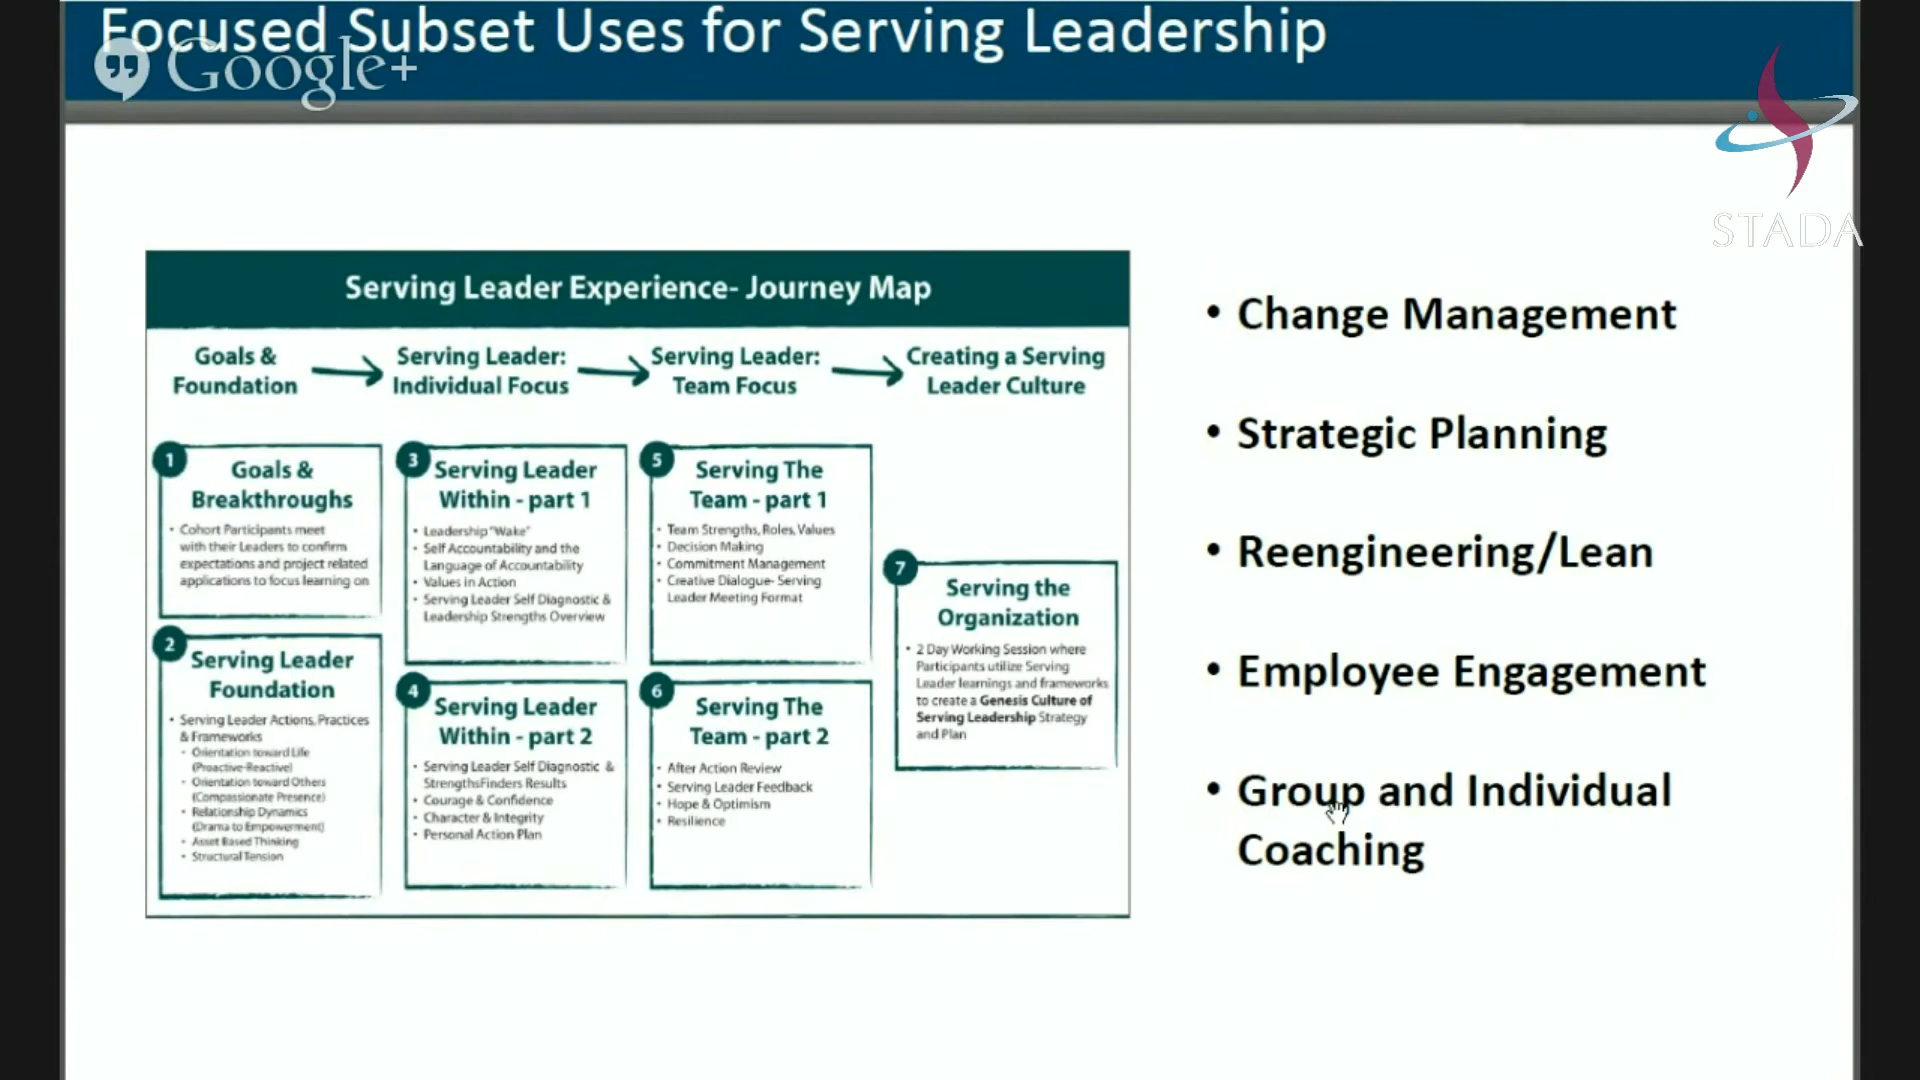 Focused Subset Uses for Serving Leadership
Google+
STADA
Serving Leader Experience- Journey Map
Goals &
Foundation
Serving Leader:
Individual Focus
Serving Leader:
Team Focus
Creating a Serving
Leader Culture
1
Goals &
Breakthroughs
• Cohort Participants meet
with their Leaders to confirm
expectations and project related
applications to focus learning on
2
Serving Leader
Foundation
• Serving Leader Actions, Practices
& Frameworks
• Orientation toward Life
(Proactive-Reactive)
• Orientation toward Others
(Compassionate Presence)
• Relationship Dynamics
(Drama to Empowerment)
• Asset Based Thinking
• Structural Tension
3
Serving Leader
Within - part 1
• Leadership "Wake"
• Self Accountability and the
Language of Accountability
• Values in Action
• Serving Leader Self Diagnostic &
Leadership Strengths Overview
4
Serving Leader
Within - part 2
• Serving Leader Self Diagnostic &
StrengthsFinders Results
• Courage & Confidence
• Character & Integrity
• Personal Action Plan
5
Serving The
Team - part 1
• Team Strengths, Roles, Values
• Decision Making
• Commitment Management
• Creative Dialogue- Serving
Leader Meeting Format
6
Serving The
Team - part 2
• After Action Review
• Serving Leader Feedback
• Hope & Optimism
• Resilience
7
Serving the
Organization
• 2 Day Working Session where
Participants utilize Serving
Leader learnings and frameworks
to create a Genesis Culture of
Serving Leadership Strategy
and Plan
• Change Management
• Strategic Planning
• Reengineering/Lean
• Employee Engagement
• Group and Individual
Coaching